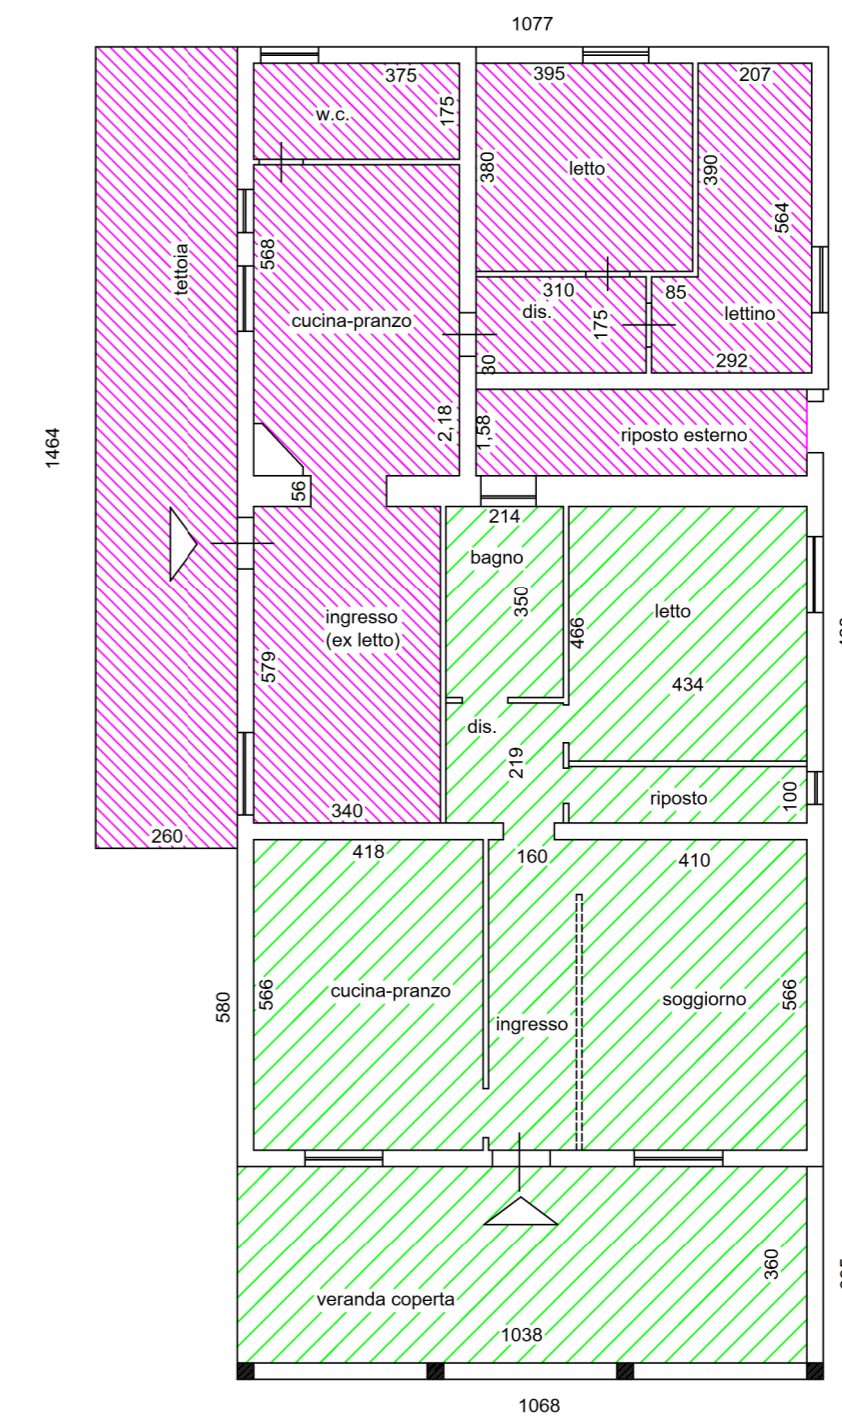 1077
375
395
207
w.c.
175
380
letto
390
564
tettoia
568
310
85
cucina-pranzo
dis.
175
lettino
30
292
2,18
1,58
riposto esterno
1464
56
214
bagno
350
466
letto
ingresso
(ex letto)
579
434
dis.
219
riposto
100
340
260
418
160
410
580
566
cucina-pranzo
ingresso
soggiorno
566
360
veranda coperta
1038
1068